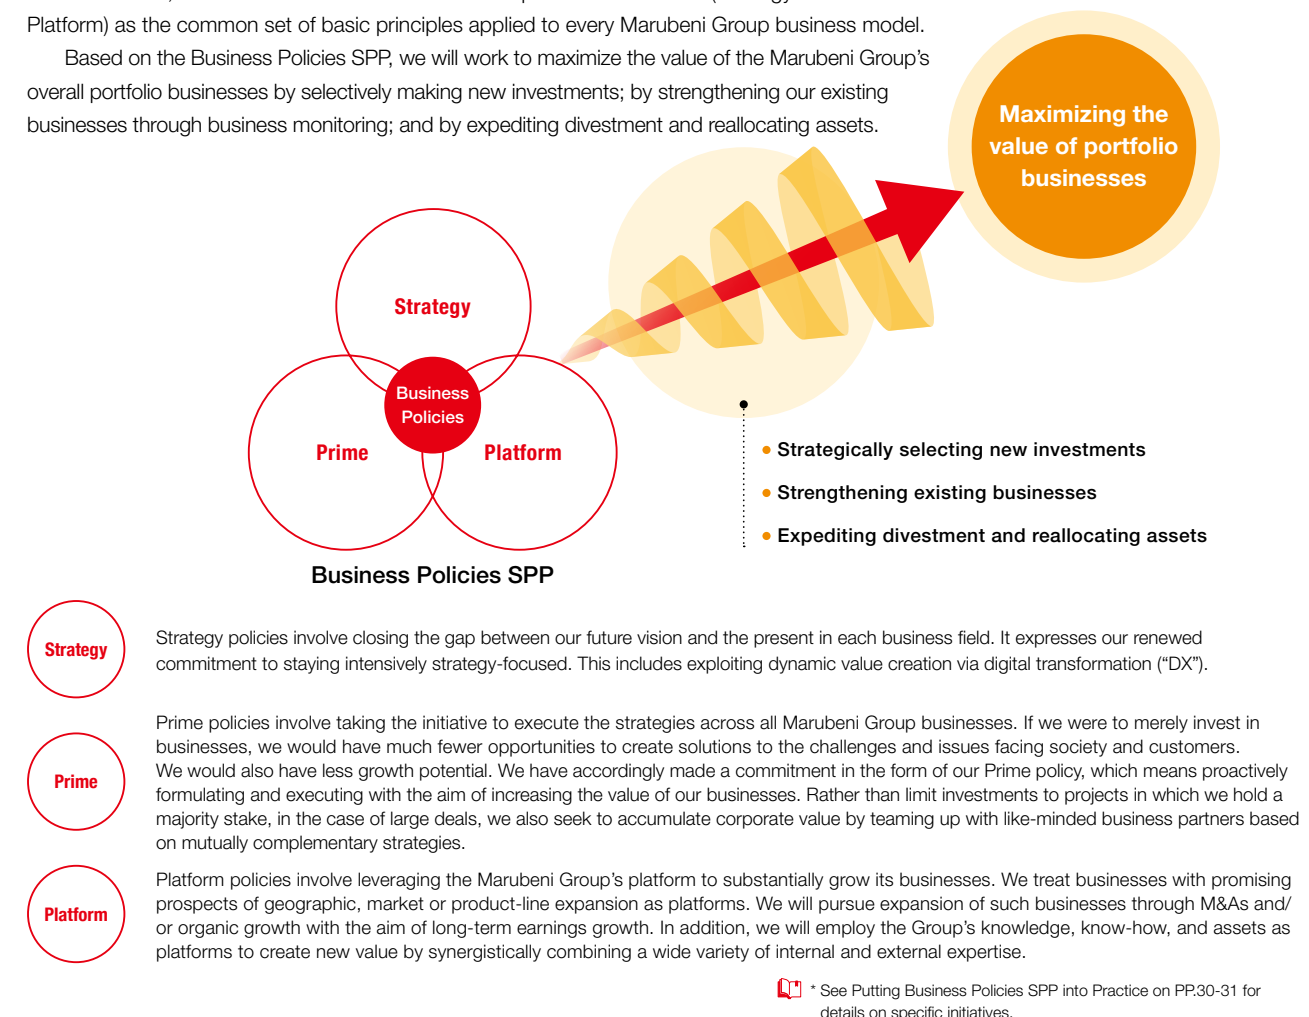 Platform) as the common set of basic principles applied to every Marubeni Group business model.
Based on the Business Policies SPP, we will work to maximize the value of the Marubeni Group's
overall portfolio businesses by selectively making new investments; by strengthening our existing
businesses through business monitoring; and by expediting divestment and reallocating assets.
Maximizing the
value of portfolio
businesses
Strategy
Business
Policies
Prime
Platform
• Strategically selecting new investments
• Strengthening existing businesses
• Expediting divestment and reallocating assets
Business Policies SPP
Strategy
Strategy policies involve closing the gap between our future vision and the present in each business field. It expresses our renewed
commitment to staying intensively strategy-focused. This includes exploiting dynamic value creation via digital transformation (“DX”).
Prime
Prime policies involve taking the initiative to execute the strategies across all Marubeni Group businesses. If we were to merely invest in
businesses, we would have much fewer opportunities to create solutions to the challenges and issues facing society and customers.
We would also have less growth potential. We have accordingly made a commitment in the form of our Prime policy, which means proactively
formulating and executing with the aim of increasing the value of our businesses. Rather than limit investments to projects in which we hold a
majority stake, in the case of large deals, we also seek to accumulate corporate value by teaming up with like-minded business partners based
on mutually complementary strategies.
Platform
Platform policies involve leveraging the Marubeni Group's platform to substantially grow its businesses. We treat businesses with promising
prospects of geographic, market or product-line expansion as platforms. We will pursue expansion of such businesses through M&As and/
or organic growth with the aim of long-term earnings growth. In addition, we will employ the Group's knowledge, know-how, and assets as
platforms to create new value by synergistically combining a wide variety of internal and external expertise.
* See Putting Business Policies SPP into Practice on PP.30-31 for
details on specific initiatives.